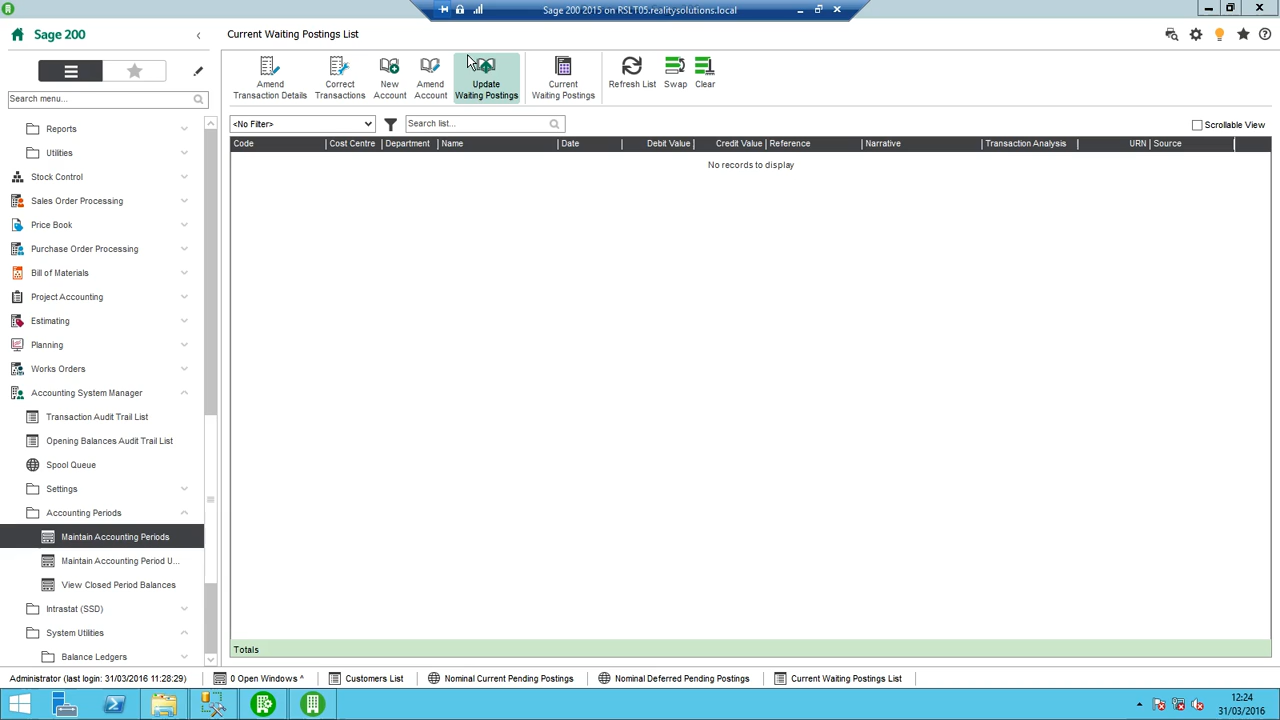 Sage 200 2015 on RSLT05.realitysolutions.local
Sage 200
Current Waiting Postings List
Amend
Transaction Details
Correct
Transactions
New
Account
Amend
Account
Update
Waiting Postings
Current
Waiting Postings
Refresh List
Swap
Clear
Search menu...
<No Filter>
Search list...
Scrollable View
Code Cost Centre Department Name Date Debit Value Credit Value Reference Narrative Transaction Analysis URN Source
No records to display
Reports
Utilities
Stock Control
Sales Order Processing
Price Book
Purchase Order Processing
Bill of Materials
Project Accounting
Estimating
Planning
Works Orders
Accounting System Manager
Transaction Audit Trail List
Opening Balances Audit Trail List
Spool Queue
Settings
Accounting Periods
Maintain Accounting Periods
Maintain Accounting Period U...
View Closed Period Balances
Intrastat (SSD)
System Utilities
Balance Ledgers
Totals
Administrator (last login: 31/03/2016 11:28:29) 0 Open Windows ^ Customers List Nominal Current Pending Postings Nominal Deferred Pending Postings Current Waiting Postings List
12:24
31/03/2016